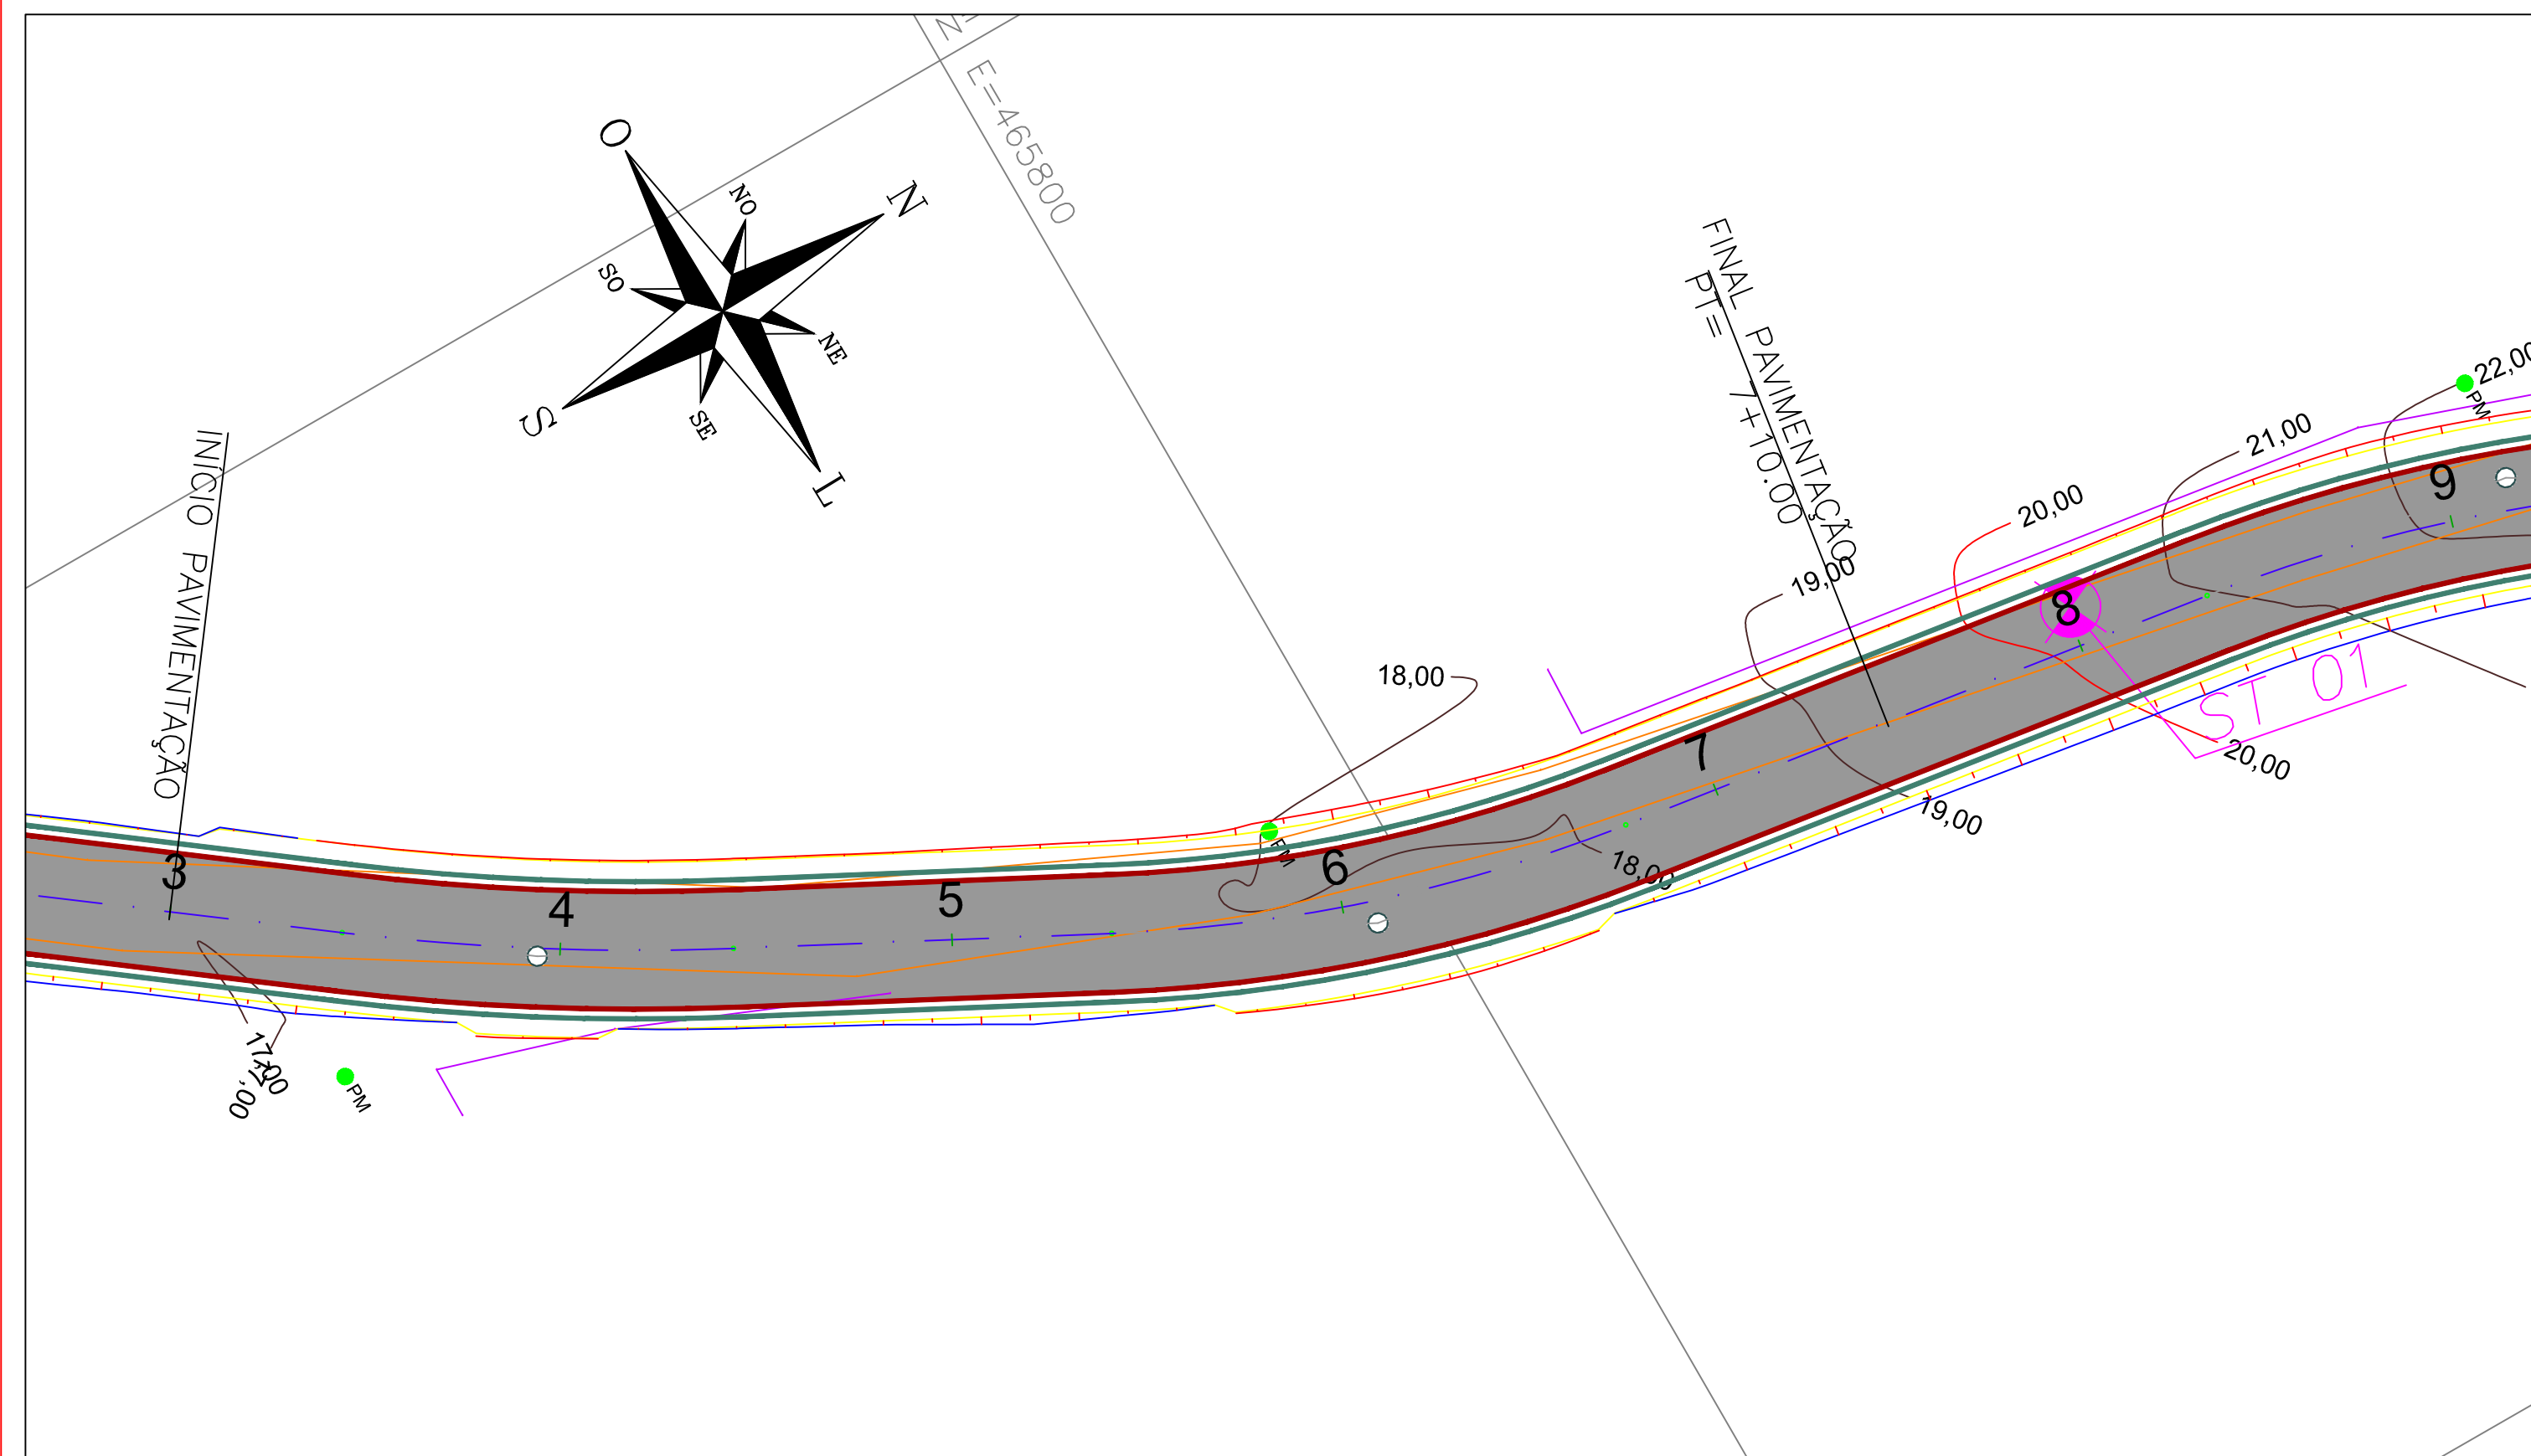 E=465800
O
N
NO
SO
NE
S
SE
L
INÍCIO PAVIMENTAÇÃO
FINAL PAVIMENTAÇÃO
PF= 7+10.00
22,00
PM
21,00
20,00
19,00
18,00
9
8
ST 01
20,00
7
19,00
PM
6
18,00
3
4
5
17,00
PM